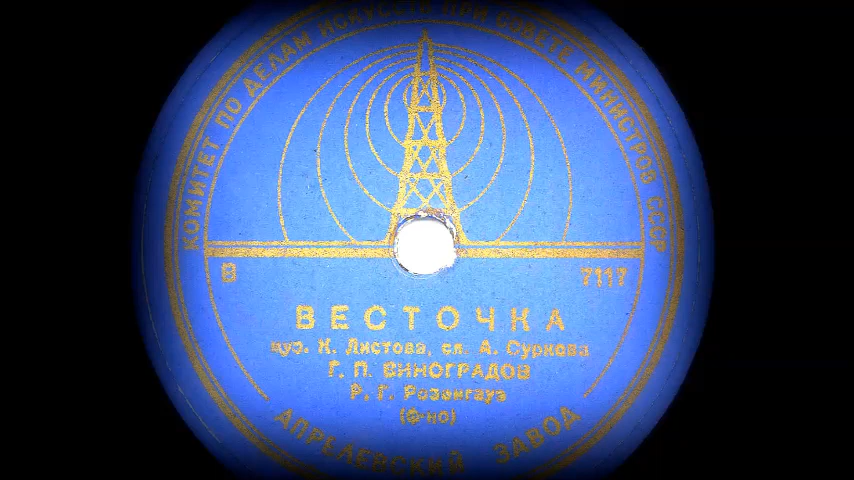 КОМИТЕТ ПО ДЕЛАМ ИСКУССТВ ПРИ СОВЕТЕ МИНИСТРОВ СССР
В 7117
ВЕСТОЧКА
муз. К. Листова, сл. А. Суркова
Г. П. ВИНОГРАДОВ
Р. Г. Розенгауз
(ф-но)
АПРЕЛЕВСКИЙ ЗАВОД